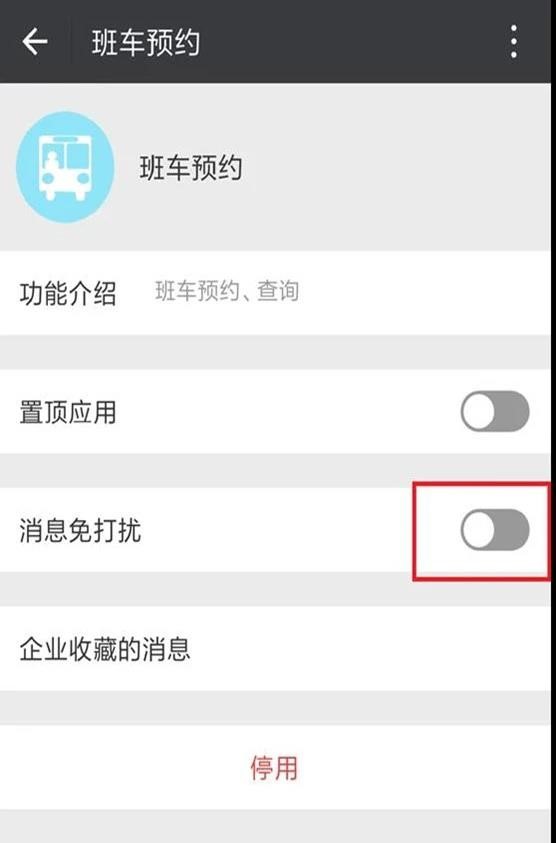 班车预约
班车预约
功能介绍 班车预约、查询
置顶应用
消息免打扰
企业收藏的消息
停用